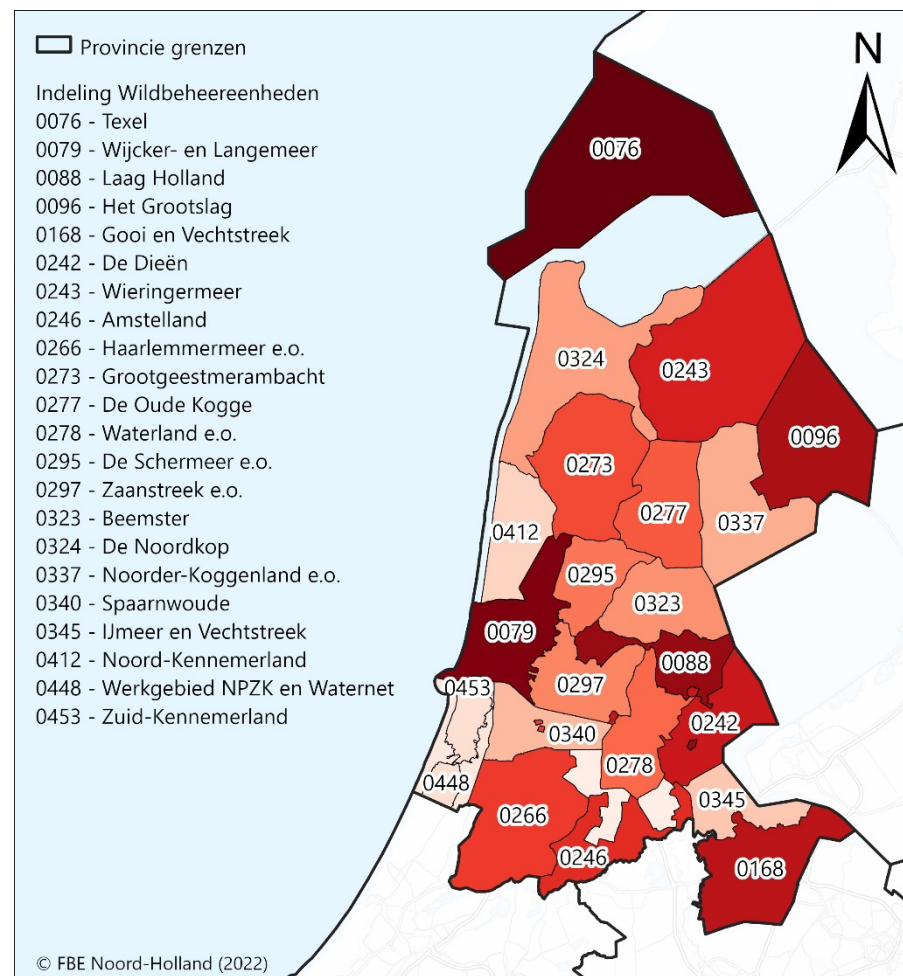 Provincie grenzen
Indeling Wildbeheereenheden
0076 - Texel
0079 - Wijcker- en Langemeer
0088 - Laag Holland
0096 - Het Grootslag
0168 - Gooi en Vechtstreek
0242 - De Dieën
0243 - Wieringermeer
0246 - Amstelland
0266 - Haarlemmermeer e.o.
0273 - Grootgeestmerambacht
0277 - De Oude Kogge
0278 - Waterland e.o.
0295 - De Schermeer e.o.
0297 - Zaanstreek e.o.
0323 - Beemster
0324 - De Noordkop
0337 - Noorder-Koggenland e.o.
0340 - Spaarnwoude
0345 - IJmeer en Vechtstreek
0412 - Noord-Kennemerland
0448 - Werkgebied NPZK en Waternet
0453 - Zuid-Kennemerland
© FBE Noord-Holland (2022)
N
0076
0324
0243
0096
0273
0277
0337
0412
0295
0323
0079
0088
0453
0297
0242
0340
0278
0448
0345
0266
0246
0168